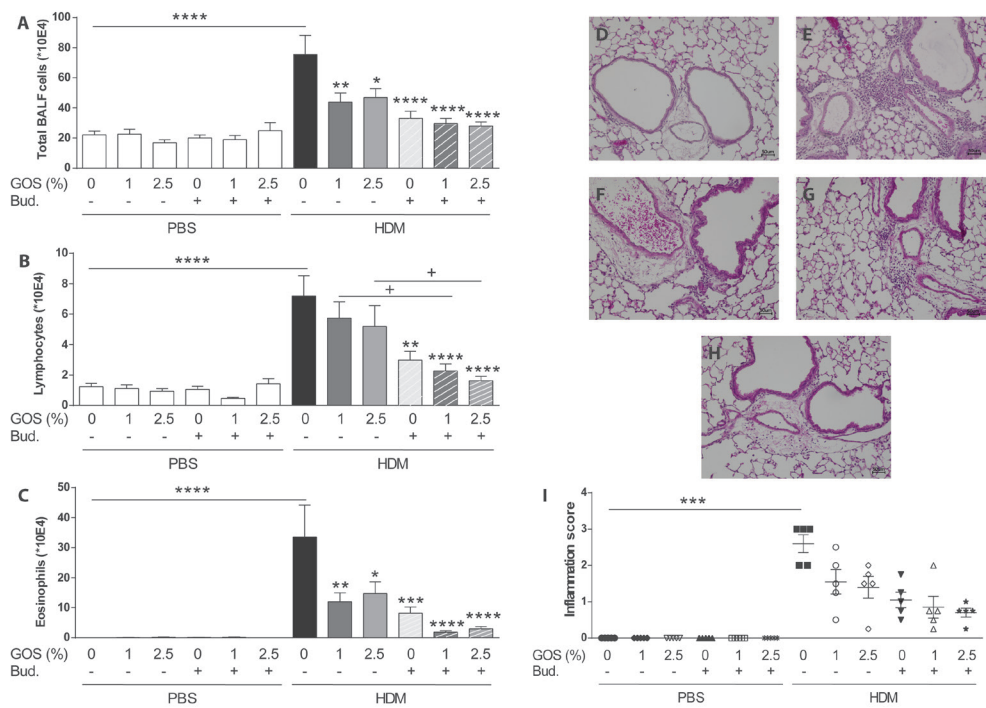 A
Total BALF cells (*10E4)
100
80
60
40
20
0
****
** * **** **** ****
GOS (%) 0 1 2.5 0 1 2.5 0 1 2.5 0 1 2.5
Bud. - - - + + + - - - + + +
PBS HDM
B
Lymphocytes (*10E4)
10
8
6
4
2
0
****
+
+
** **** ****
GOS (%) 0 1 2.5 0 1 2.5 0 1 2.5 0 1 2.5
Bud. - - - + + + - - - + + +
PBS HDM
C
Eosinophils (*10E4)
50
40
30
20
10
0
****
** * *** **** ****
GOS (%) 0 1 2.5 0 1 2.5 0 1 2.5 0 1 2.5
Bud. - - - + + + - - - + + +
PBS HDM
D
E
F
G
H
I
Inflammation score
4
3
2
1
0
***
GOS (%) 0 1 2.5 0 1 2.5 0 1 2.5 0 1 2.5
Bud. - - - + + + - - - + + +
PBS HDM